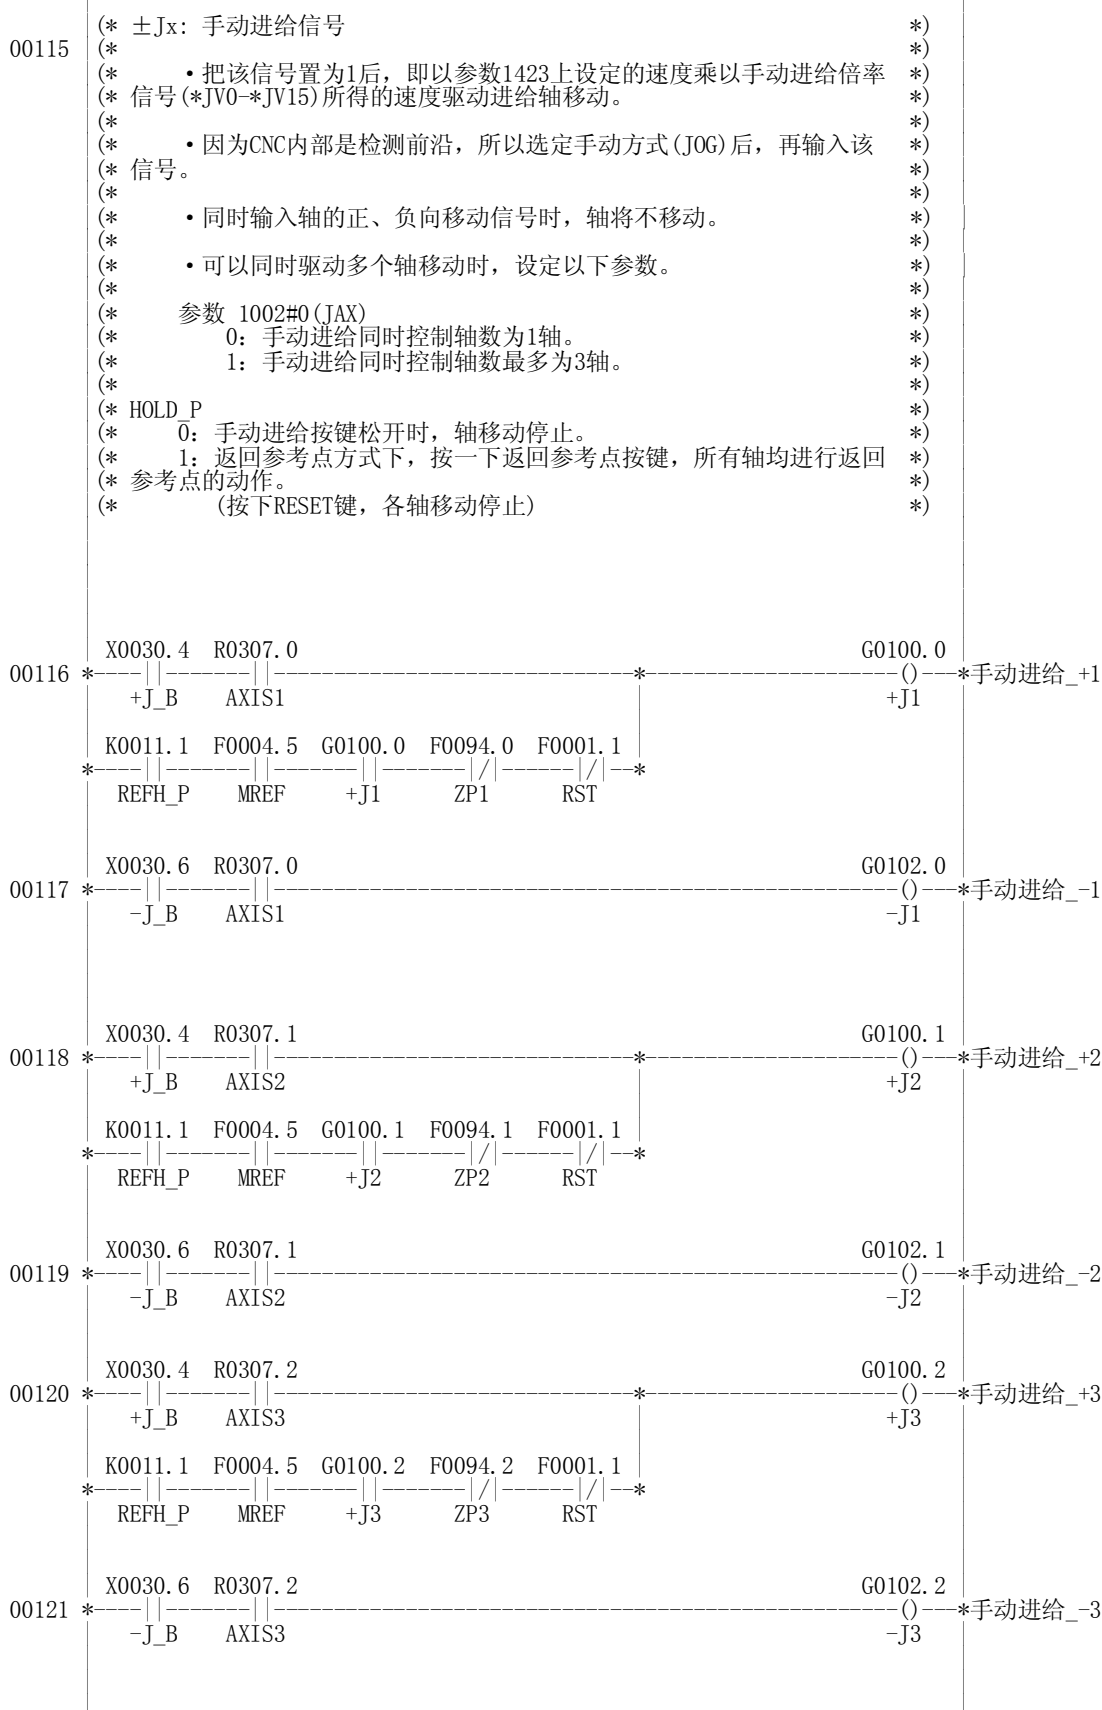 (* ±Jx: 手动进给信号 *)
00115 (* *)
(* ・把该信号置为1后, 即以参数1423上设定的速度乘以手动进给倍率 *)
(* 信号(*JV0-*JV15)所得的速度驱动进给轴移动。 *)
(* *)
(* ・因为CNC内部是检测前沿, 所以选定手动方式(JOG)后, 再输入该 *)
(* 信号。 *)
(* *)
(* ・同时输入轴的正、负向移动信号时, 轴将不移动。 *)
(* *)
(* ・可以同时驱动多个轴移动时, 设定以下参数。 *)
(* *)
(* 参数 1002#0(JAX) *)
(* 0: 手动进给同时控制轴数为1轴。 *)
(* 1: 手动进给同时控制轴数最多为3轴。 *)
(* *)
(* HOLD_P *)
(* 0: 手动进给按键松开时, 轴移动停止。 *)
(* 1: 返回参考点方式下, 按一下返回参考点按键, 所有轴均进行返回 *)
(* 参考点的动作。 *)
(* (按下RESET键, 各轴移动停止) *)
X0030.4 R0307.0 G0100.0
00116 *----||-------||------------------------------*---------------------()---*手动进给_+1
+J_B AXIS1 +J1
K0011.1 F0004.5 G0100.0 F0094.0 F0001.1
*----||-------||-------||-------|/|------|/|--*
REFH_P MREF +J1 ZP1 RST
X0030.6 R0307.0 G0102.0
00117 *----||-------||----------------------------------------------------()---*手动进给_-1
-J_B AXIS1 -J1
X0030.4 R0307.1 G0100.1
00118 *----||-------||------------------------------*---------------------()---*手动进给_+2
+J_B AXIS2 +J2
K0011.1 F0004.5 G0100.1 F0094.1 F0001.1
*----||-------||-------||-------|/|------|/|--*
REFH_P MREF +J2 ZP2 RST
X0030.6 R0307.1 G0102.1
00119 *----||-------||----------------------------------------------------()---*手动进给_-2
-J_B AXIS2 -J2
X0030.4 R0307.2 G0100.2
00120 *----||-------||------------------------------*---------------------()---*手动进给_+3
+J_B AXIS3 +J3
K0011.1 F0004.5 G0100.2 F0094.2 F0001.1
*----||-------||-------||-------|/|------|/|--*
REFH_P MREF +J3 ZP3 RST
X0030.6 R0307.2 G0102.2
00121 *----||-------||----------------------------------------------------()---*手动进给_-3
-J_B AXIS3 -J3